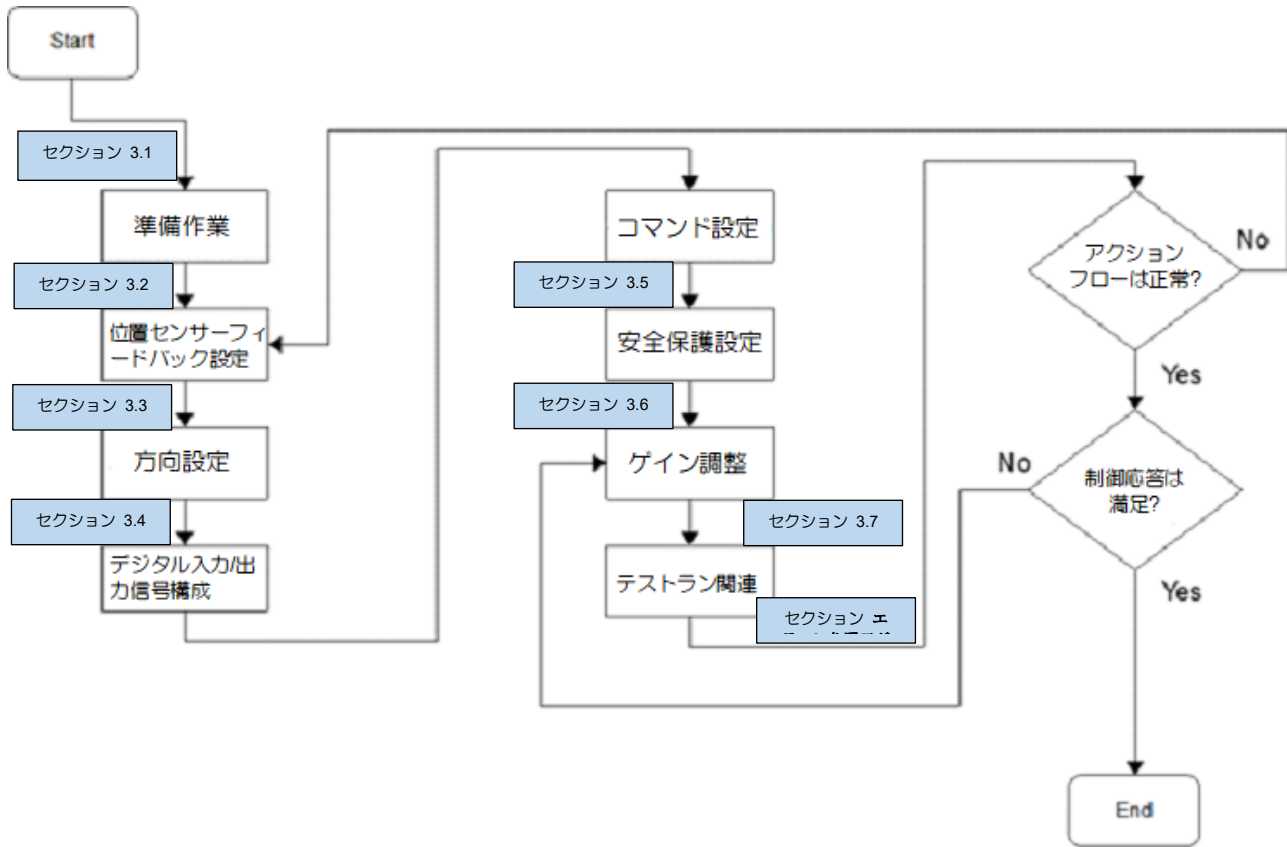 Start
セクション 3.1
準備作業
セクション 3.2
位置センサーフィ
ードバック設定
セクション 3.3
方向設定
セクション 3.4
デジタル入力/出
力信号構成
コマンド設定
セクション 3.5
安全保護設定
セクション 3.6
ゲイン調整
セクション 3.7
テストラン関連
セクション エ
アクション
フローは正常?
No
Yes
制御応答は
満足?
No
Yes
End